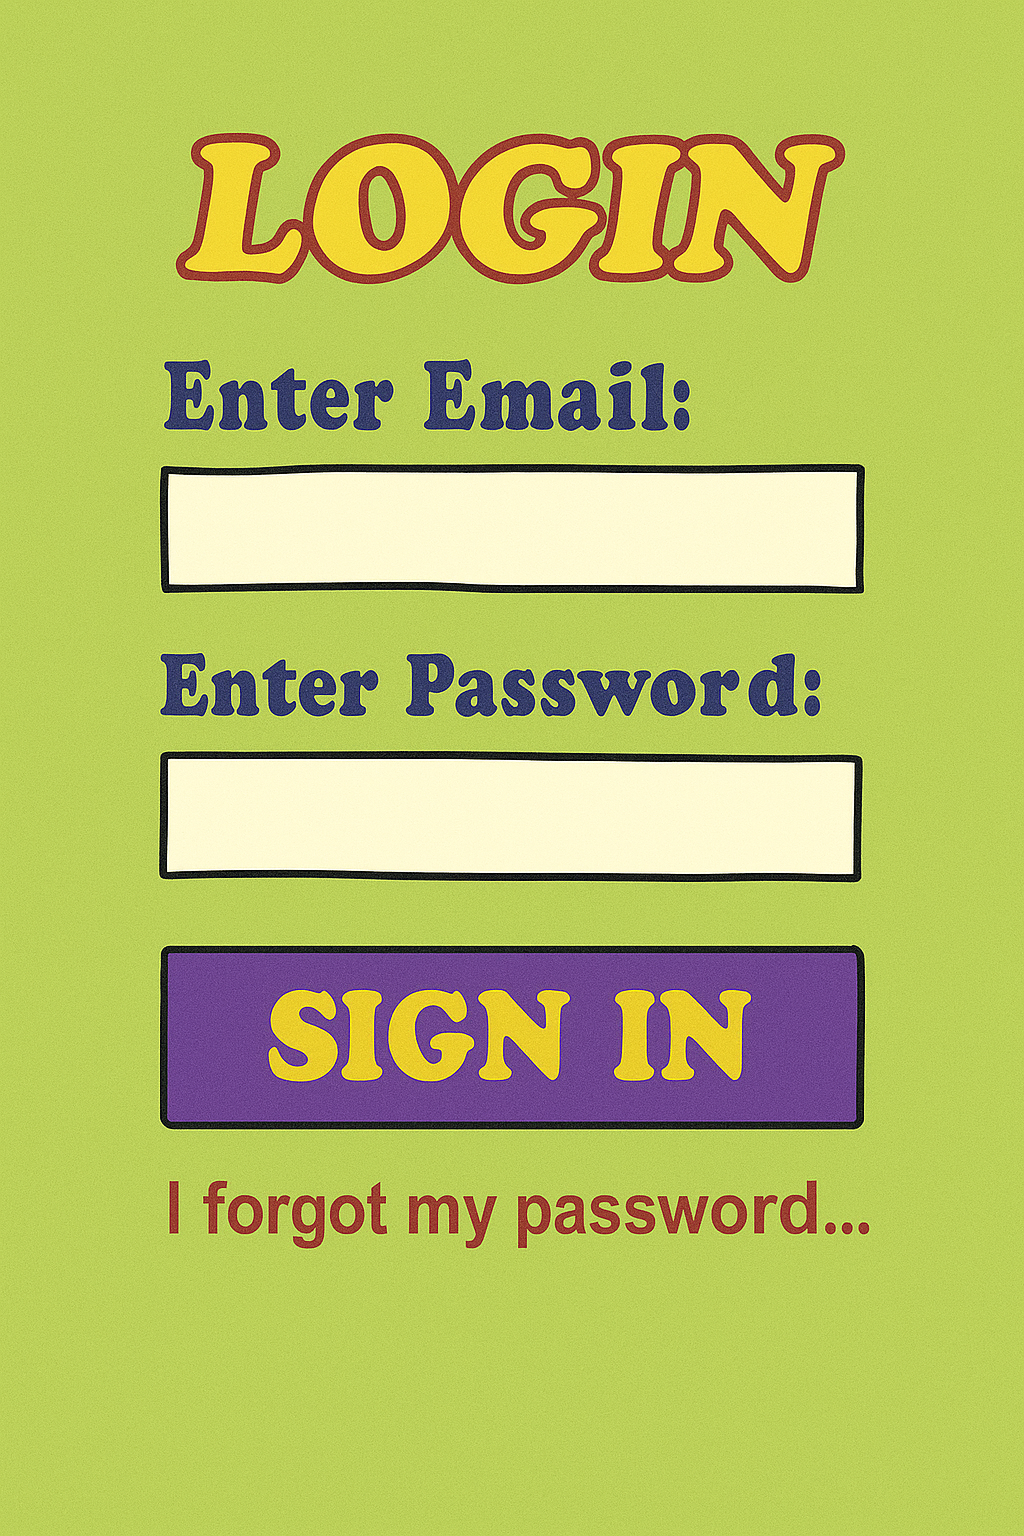 LOGIN
Enter Email:
Enter Password:
SIGN IN
I forgot my password...